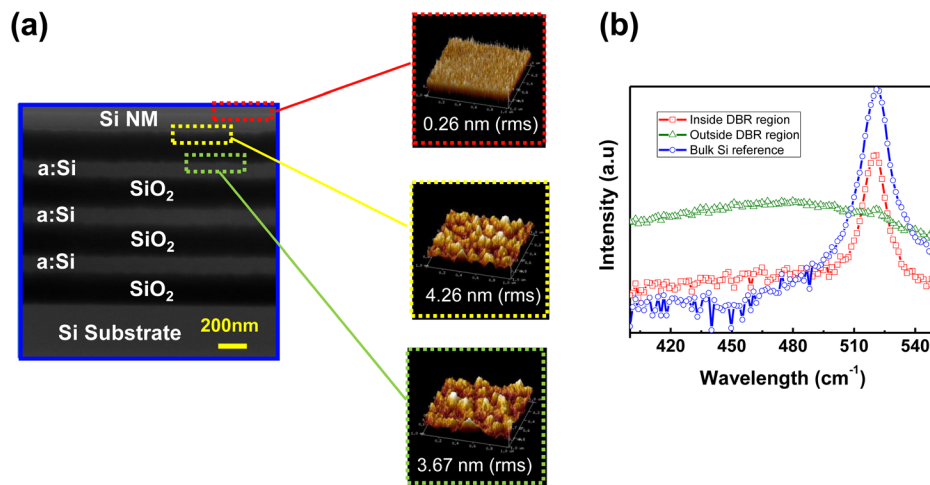 (a)
Si NM
a:Si
SiO2
a:Si
SiO2
a:Si
SiO2
Si Substrate
200nm
0.26 nm (rms)
4.26 nm (rms)
3.67 nm (rms)
(b)
Inside DBR region
Outside DBR region
Bulk Si reference
Intensity (a.u)
420 450 480 510 540
Wavelength (cm-1)